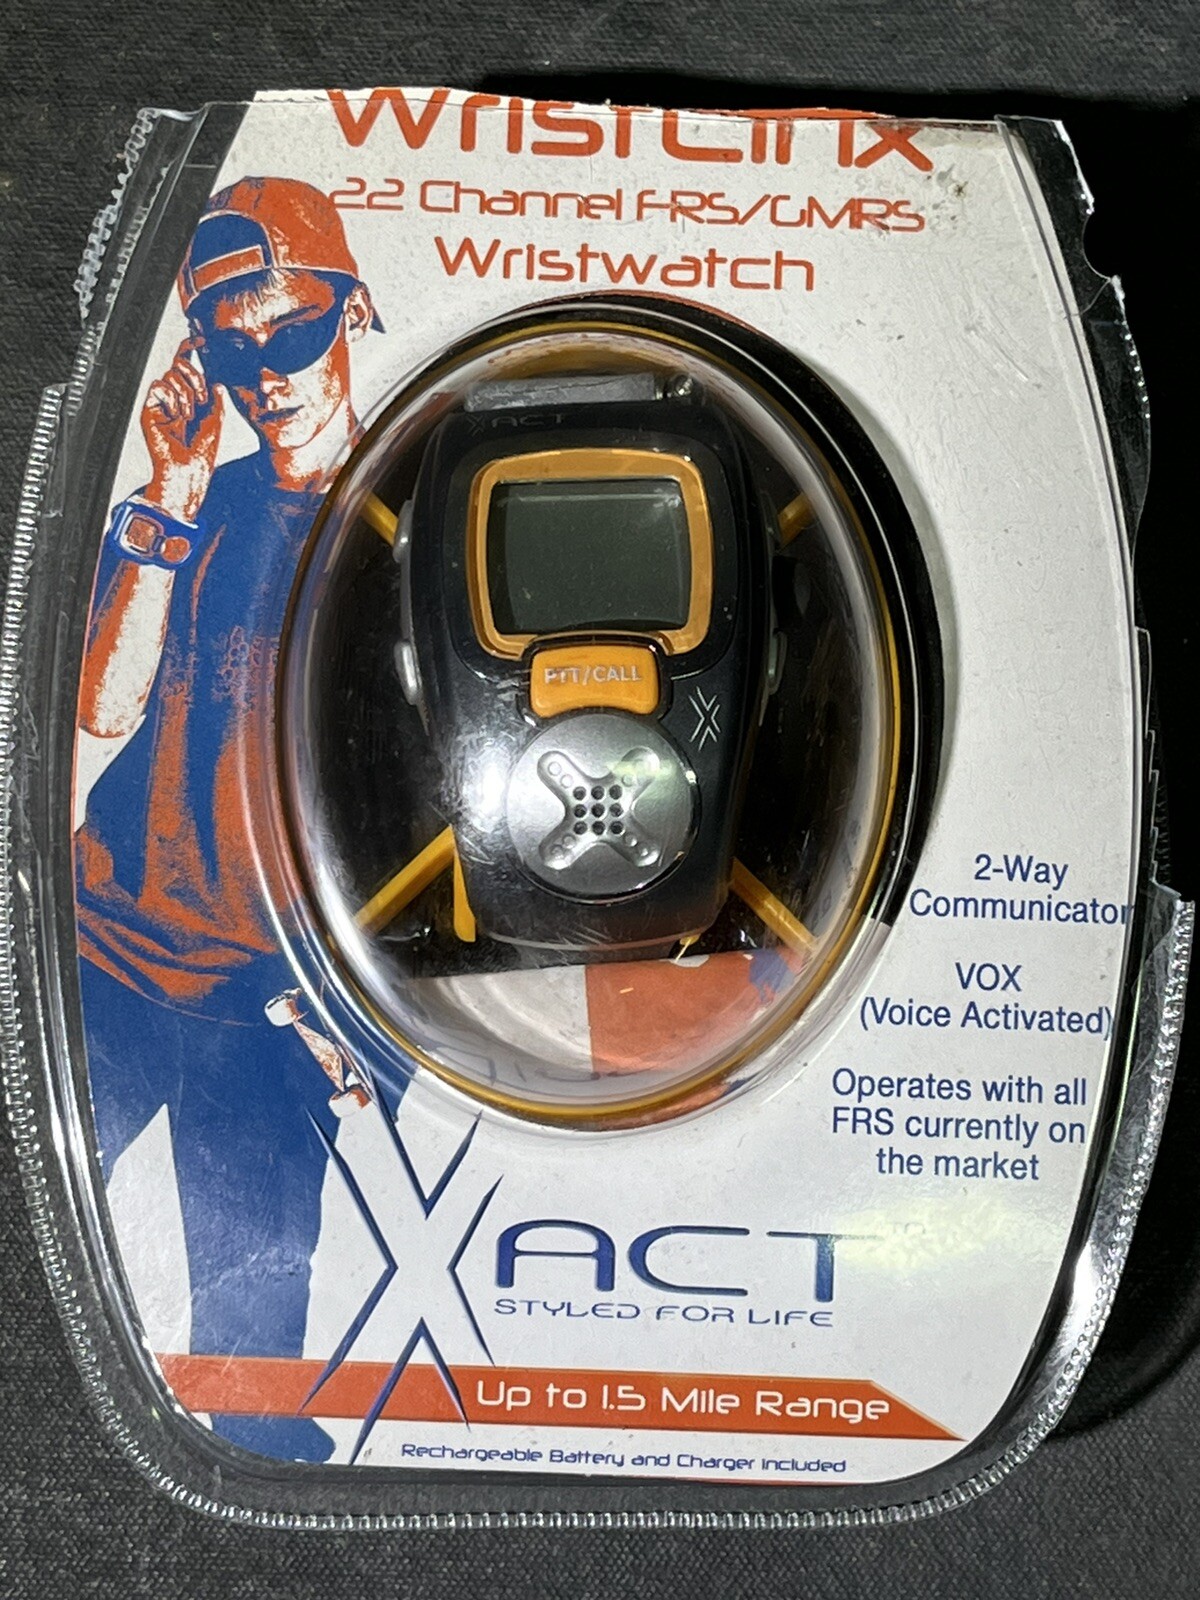 WristLinx
22 Channel FRS/GMRS
Wristwatch
XACT
PTT/CALL
X
2-Way
Communicator
VOX
(Voice Activated)
Operates with all
FRS currently on
the market
XACT™
STYLED FOR LIFE
Up to 1.5 Mile Range
Rechargeable Battery and Charger included